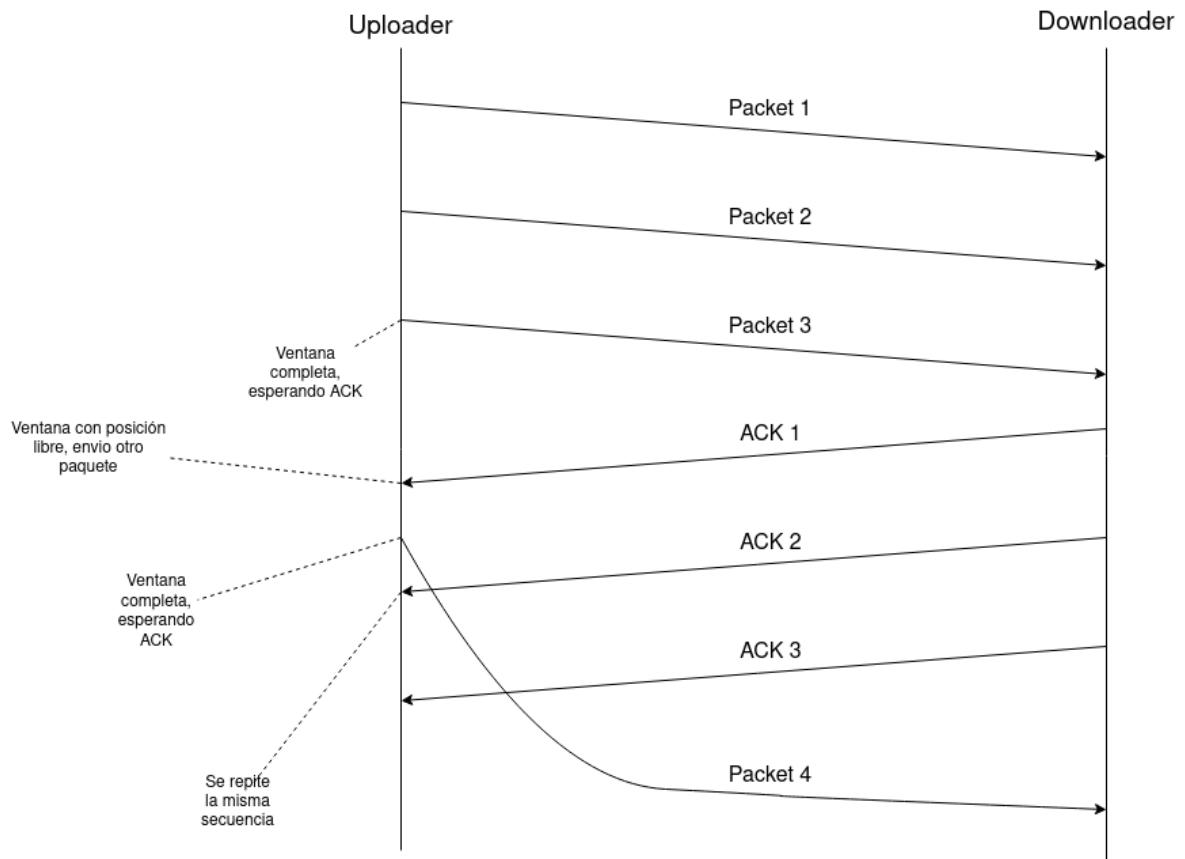 Uploader
Downloader
Packet 1
Packet 2
Packet 3
Ventana
completa,
esperando ACK
Ventana con posición
libre, envio otro
paquete
ACK 1
ACK 2
Ventana
completa,
esperando
ACK
ACK 3
Packet 4
Se repite
la misma
secuencia